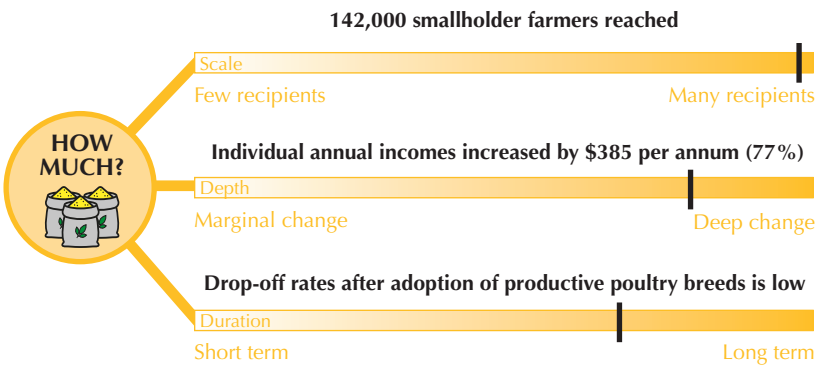 142,000 smallholder farmers reached
Scale
Few recipients
Many recipients
HOW
MUCH?
Individual annual incomes increased by $385 per annum (77%)
Depth
Marginal change
Deep change
Drop-off rates after adoption of productive poultry breeds is low
Duration
Short term
Long term